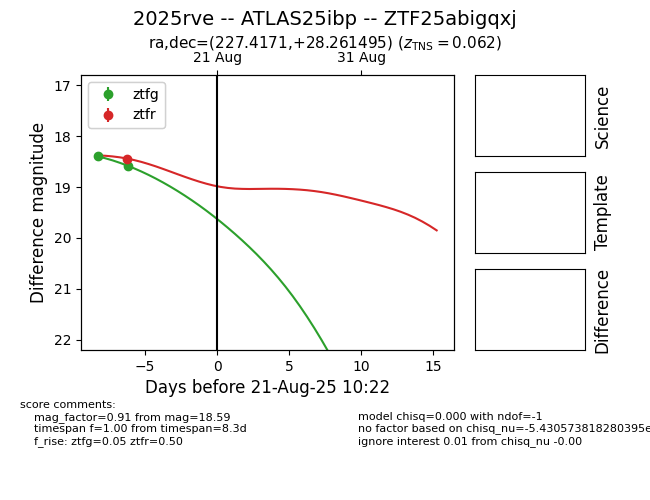 2025rve -- ATLAS25ibp -- ZTF25abigqxj
ra,dec=(227.4171,+28.261495) (z_TNS = 0.062)
21 Aug 31 Aug
ztfg
ztfr
17
18
19
20
21
22
Difference magnitude
−5 0 5 10 15
Days before 21-Aug-25 10:22
Science
Template
Difference
score comments:
mag_factor=0.91 from mag=18.59
timespan f=1.00 from timespan=8.3d
f_rise: ztfg=0.05 ztfr=0.50
model chisq=0.000 with ndof=-1
no factor based on chisq_nu=-5.430573818280395e
ignore interest 0.01 from chisq_nu -0.00